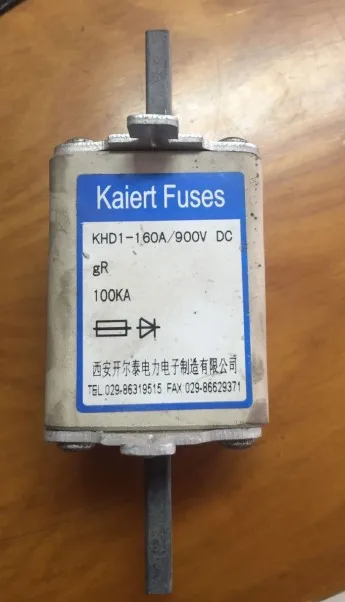 Kaiert Fuses
KHD1-160A/900V DC
gR
100KA
西安开尔泰电力电子制造有限公司
TEL.029-86319515 FAX 029-86629371